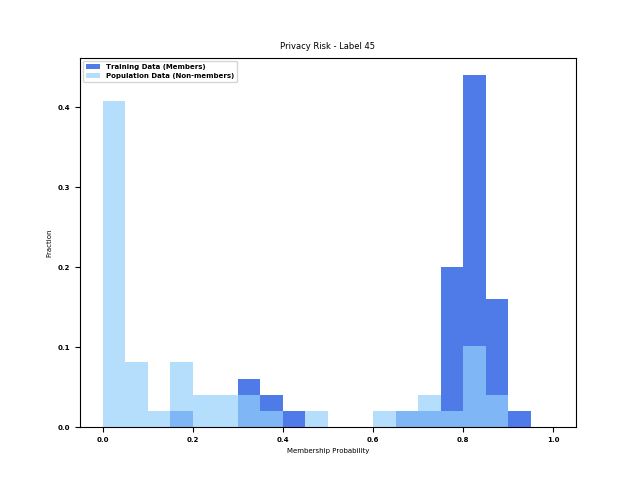 Privacy Risk - Label 45
Training Data (Members)
Population Data (Non-members)
0.4
0.3
0.2
0.1
0.0
Fraction
0.0 0.2 0.4 0.6 0.8 1.0
Membership Probability